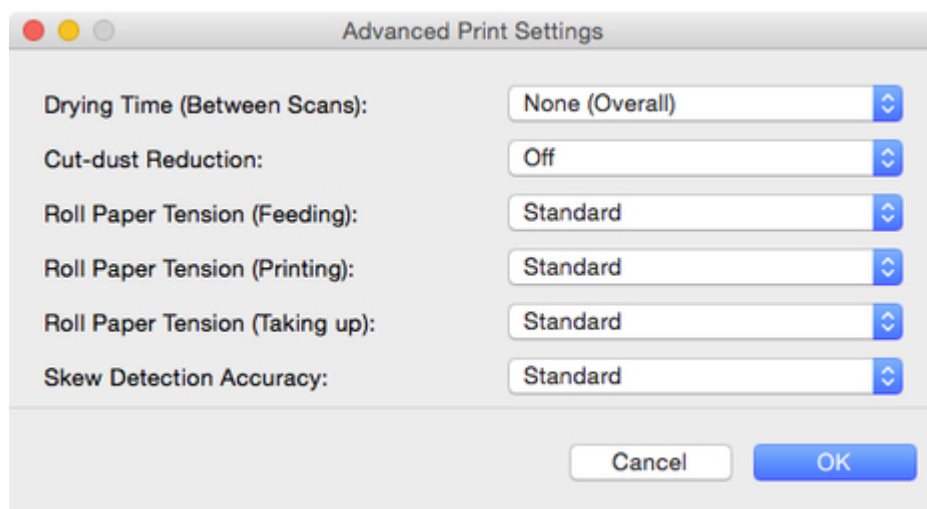 Advanced Print Settings
Drying Time (Between Scans): None (Overall)
Cut-dust Reduction: Off
Roll Paper Tension (Feeding): Standard
Roll Paper Tension (Printing): Standard
Roll Paper Tension (Taking up): Standard
Skew Detection Accuracy: Standard
Cancel OK